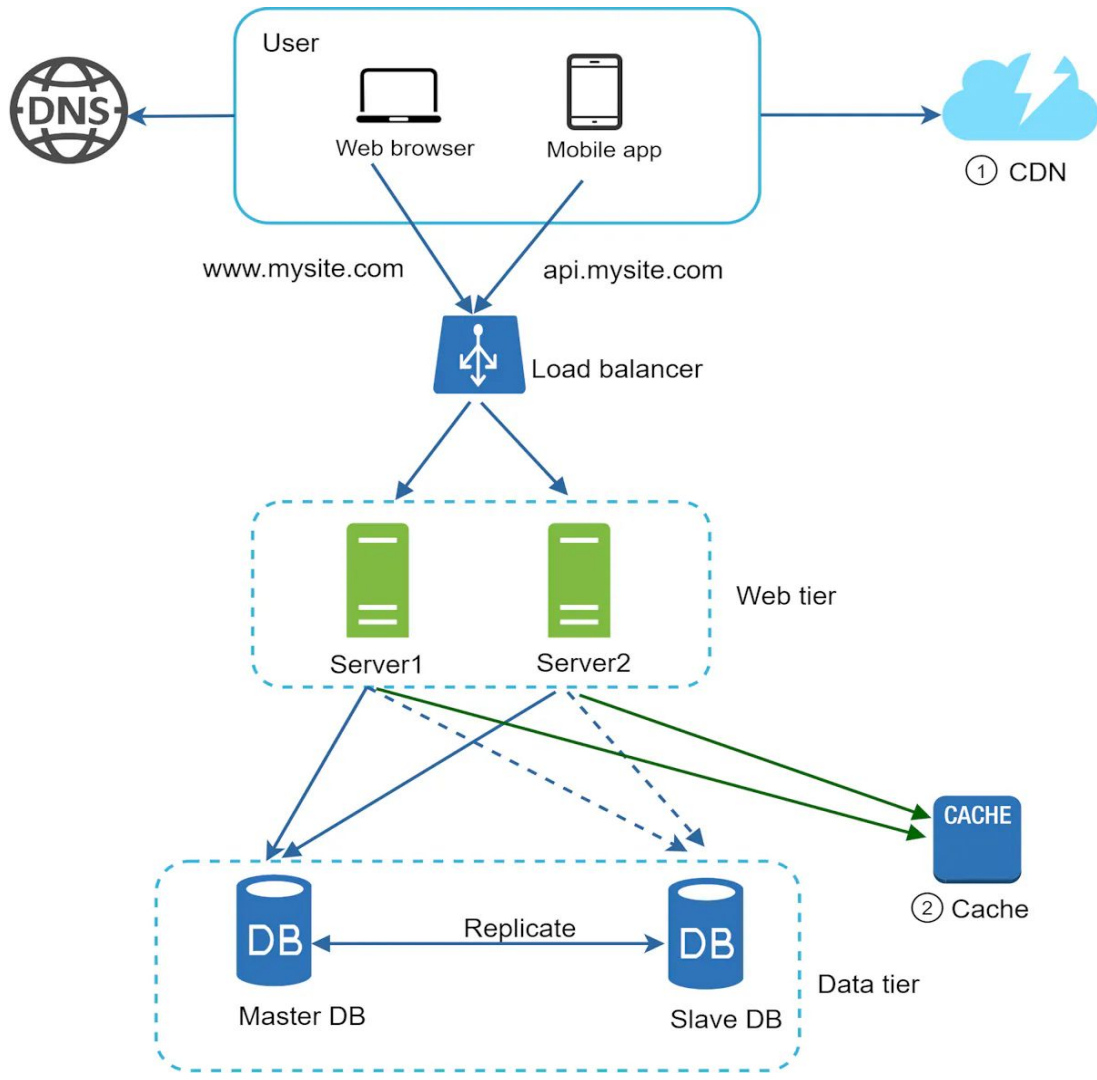 User
DNS
Web browser
Mobile app
1 CDN
www.mysite.com
api.mysite.com
Load balancer
Web tier
Server1
Server2
CACHE
2 Cache
DB
Replicate
DB
Data tier
Master DB
Slave DB